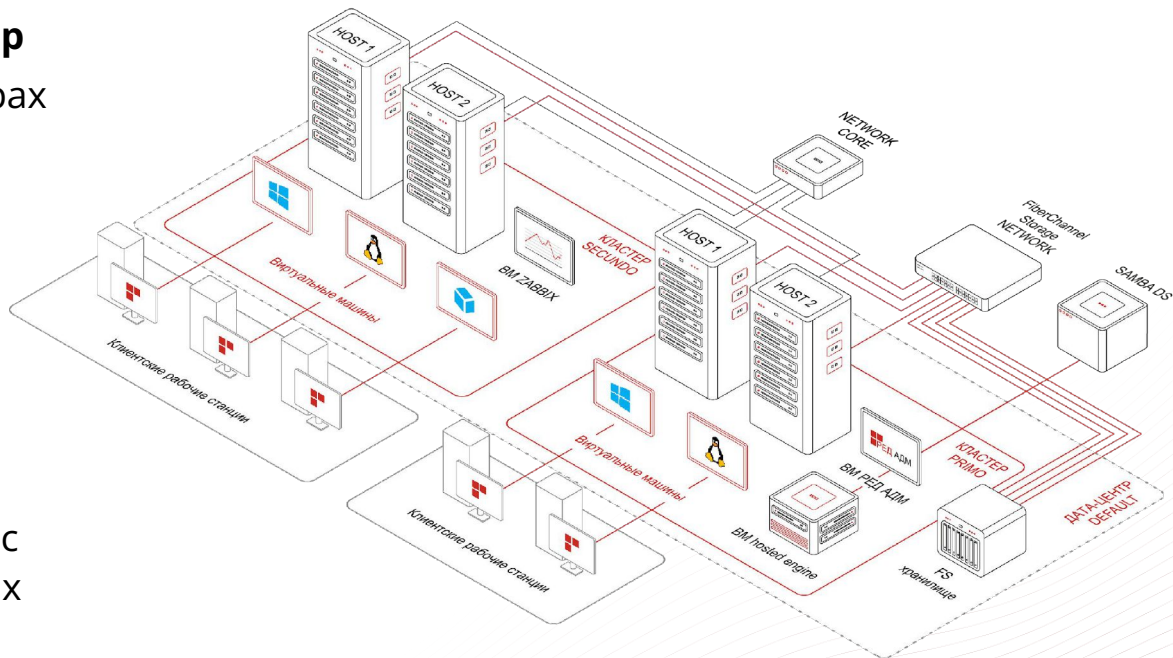 р
рах
с
х
HOST 1
HOST 2
NETWORK
CORE
FiberChannel
Storage
NETWORK
SAMBA DS
КЛАСТЕР
SECUNDO
ВМ ZABBIX
Виртуальные машины
Клиентские рабочие станции
HOST 1
HOST 2
Виртуальные машины
Клиентские рабочие станции
РЕД АДМ
ВМ РЕД АДМ
ВМ hosted engine
КЛАСТЕР
PRIMO
ДАТА-ЦЕНТР
DEFAULT
FS
хранилище